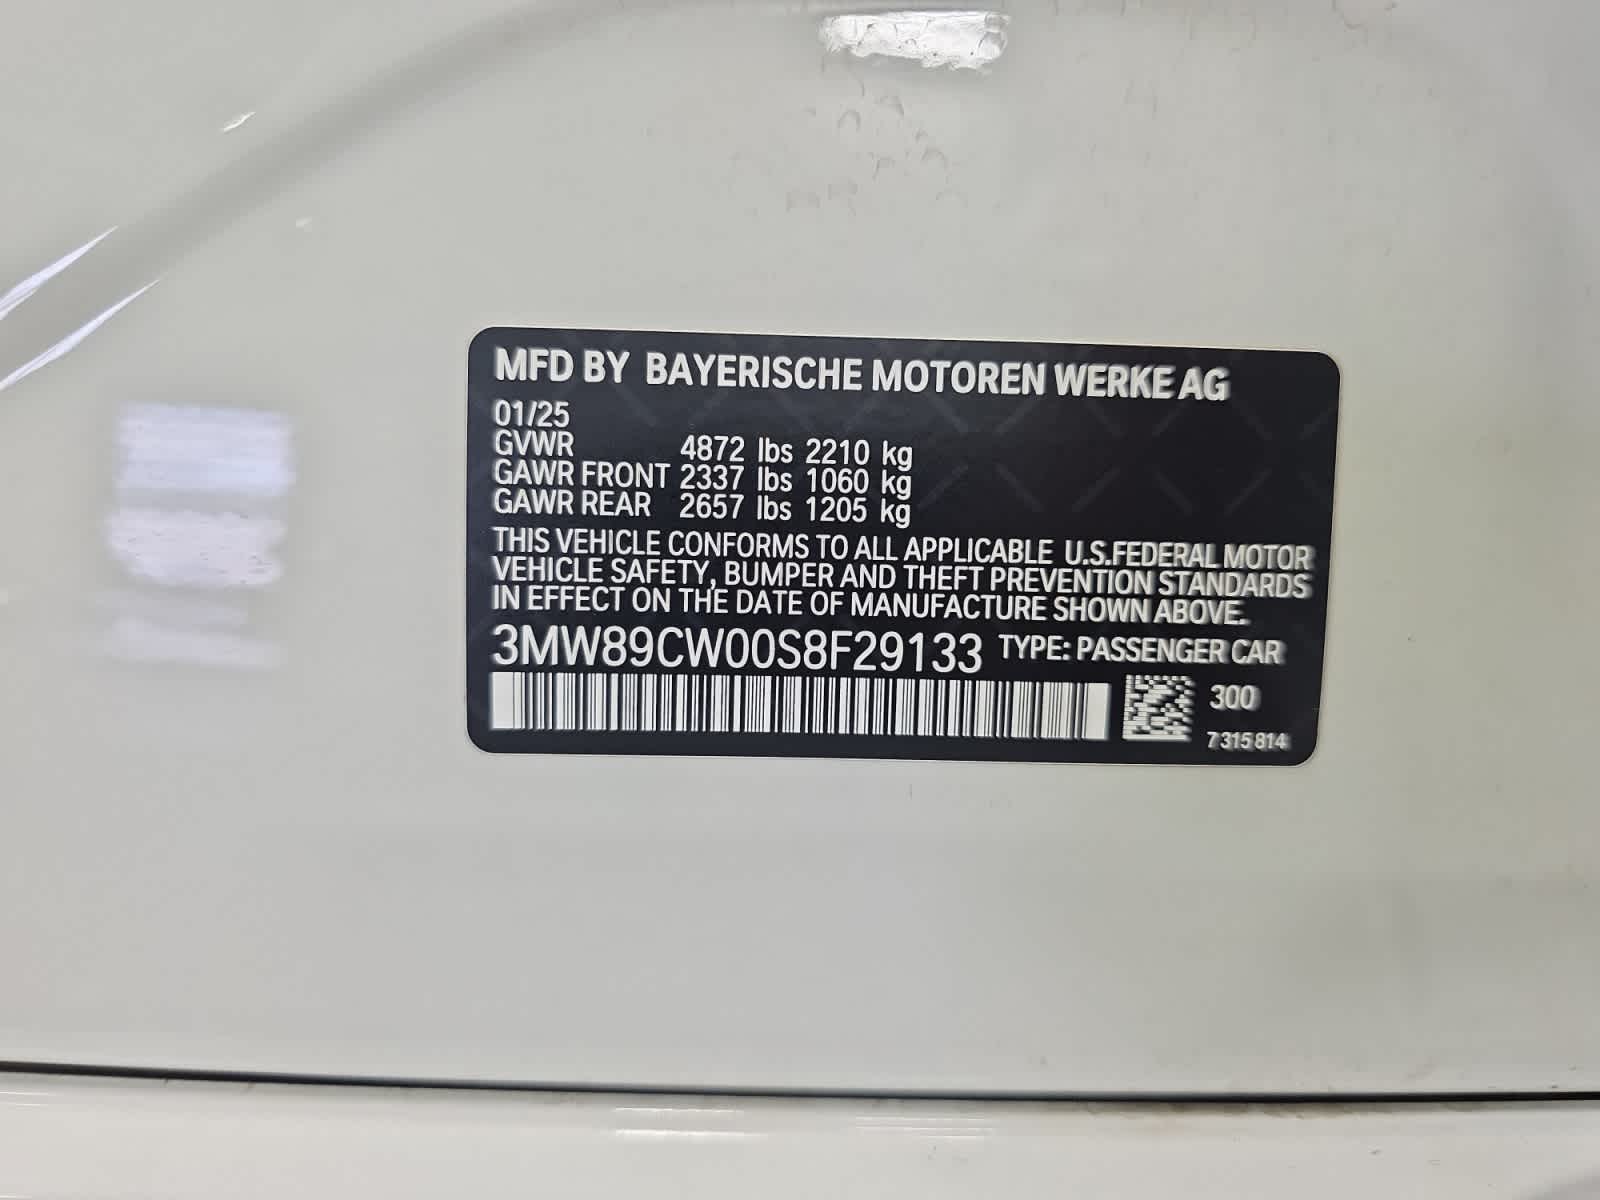 MFD BY BAYERISCHE MOTOREN WERKE AG
01/25
GVWR 4872 lbs 2210 kg
GAWR FRONT 2337 lbs 1060 kg
GAWR REAR 2657 lbs 1205 kg
THIS VEHICLE CONFORMS TO ALL APPLICABLE U.S.FEDERAL MOTOR
VEHICLE SAFETY, BUMPER AND THEFT PREVENTION STANDARDS
IN EFFECT ON THE DATE OF MANUFACTURE SHOWN ABOVE.
3MW89CW00S8F29133 TYPE: PASSENGER CAR
300
7 315 814